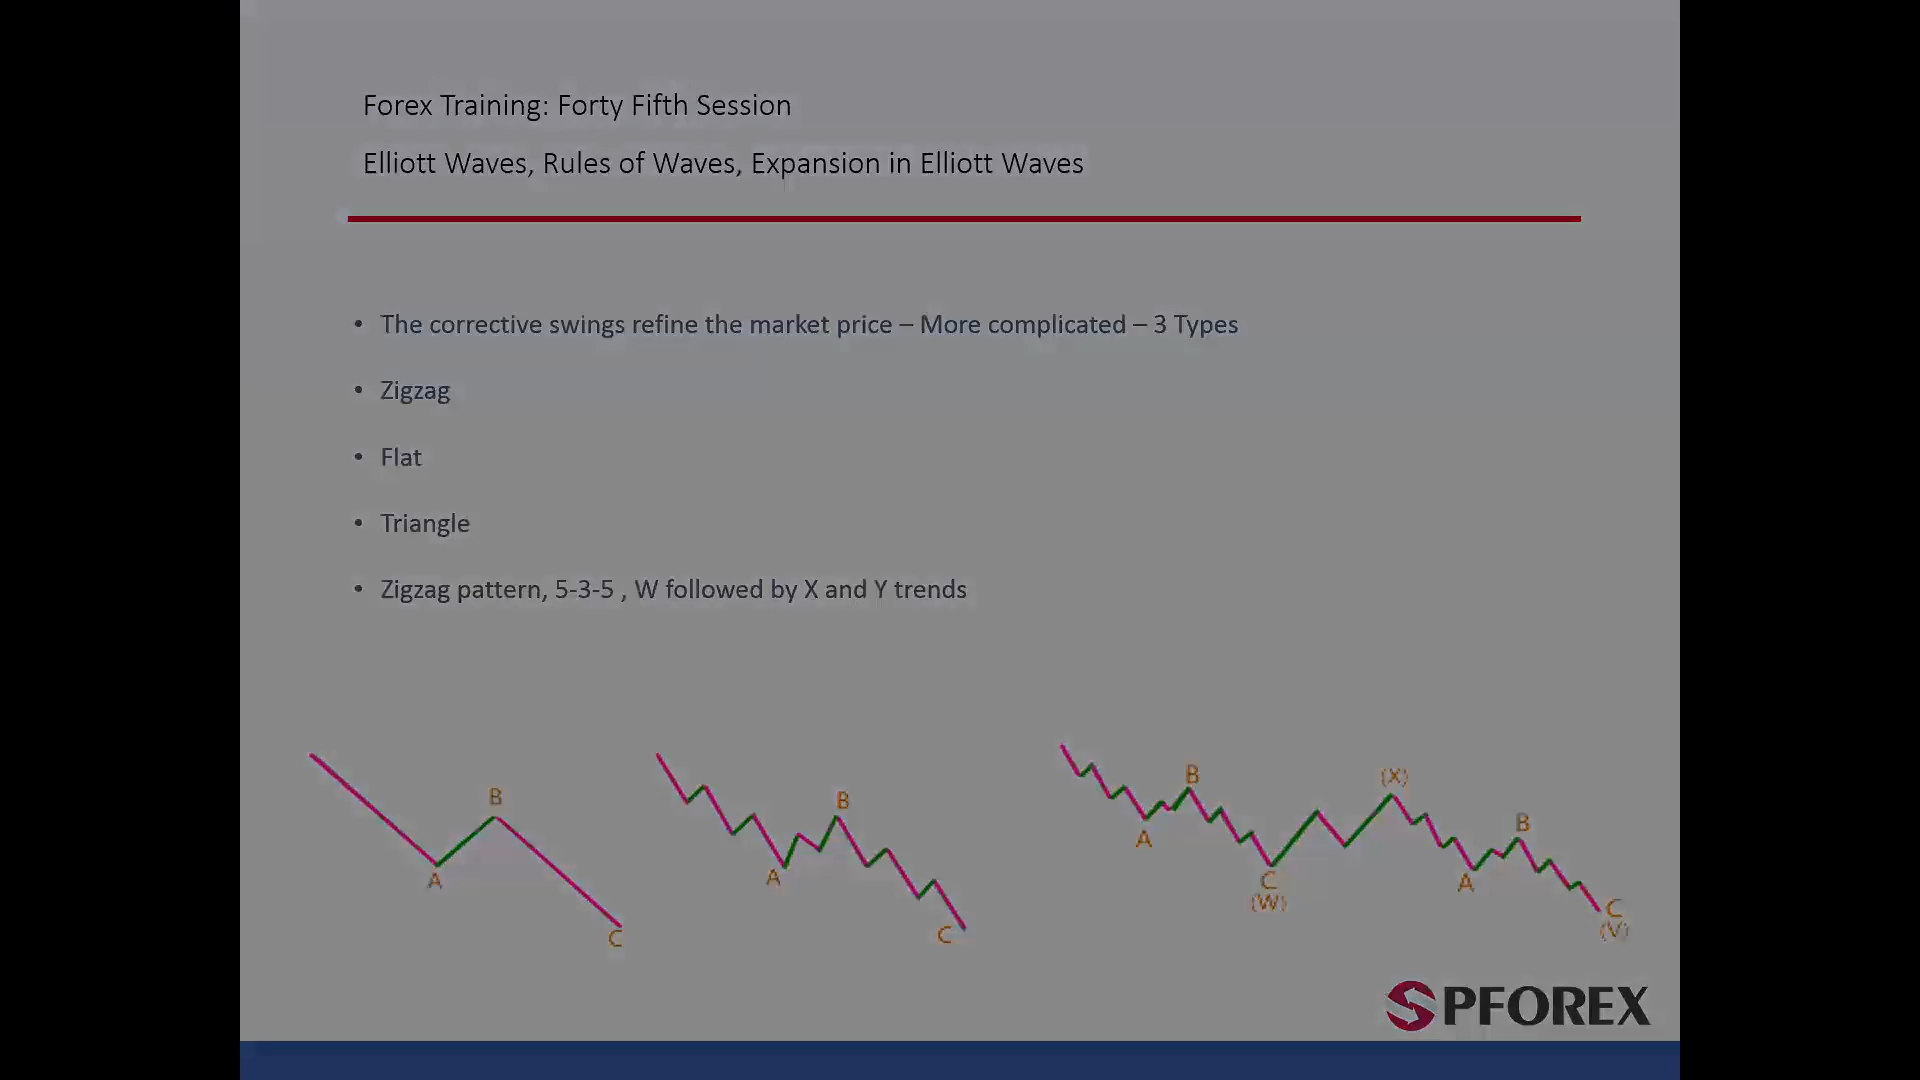 Forex Training: Forty Fifth Session
Elliott Waves, Rules of Waves, Expansion in Elliott Waves
• The corrective swings refine the market price – More complicated – 3 Types
• Zigzag
• Flat
• Triangle
• Zigzag pattern, 5-3-5 , W followed by X and Y trends
A
B
C
A
B
C
A
B
C
(W)
(X)
A
B
C
(V)
SPFOREX